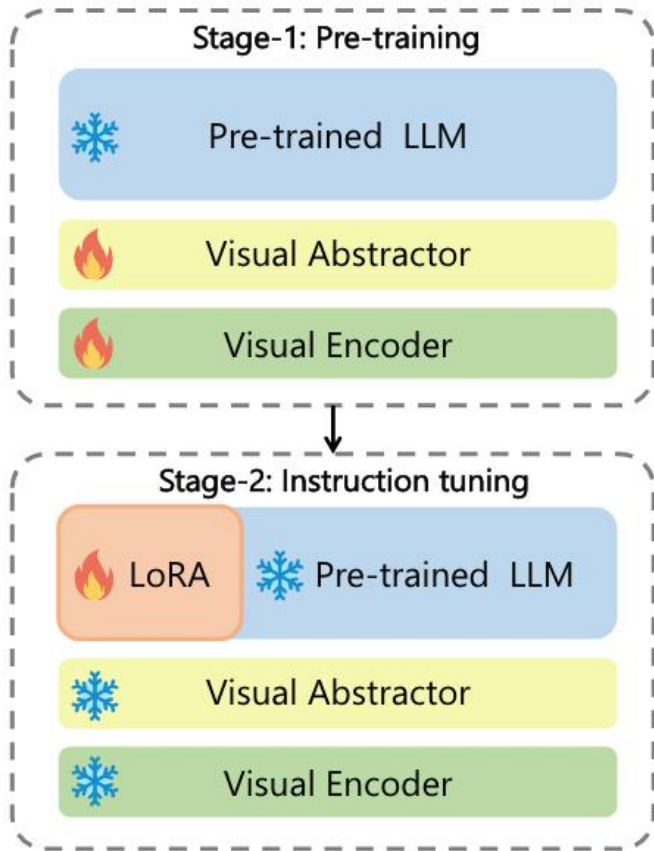 Stage-1: Pre-training
Pre-trained LLM
Visual Abstractor
Visual Encoder
Stage-2: Instruction tuning
LoRA Pre-trained LLM
Visual Abstractor
Visual Encoder